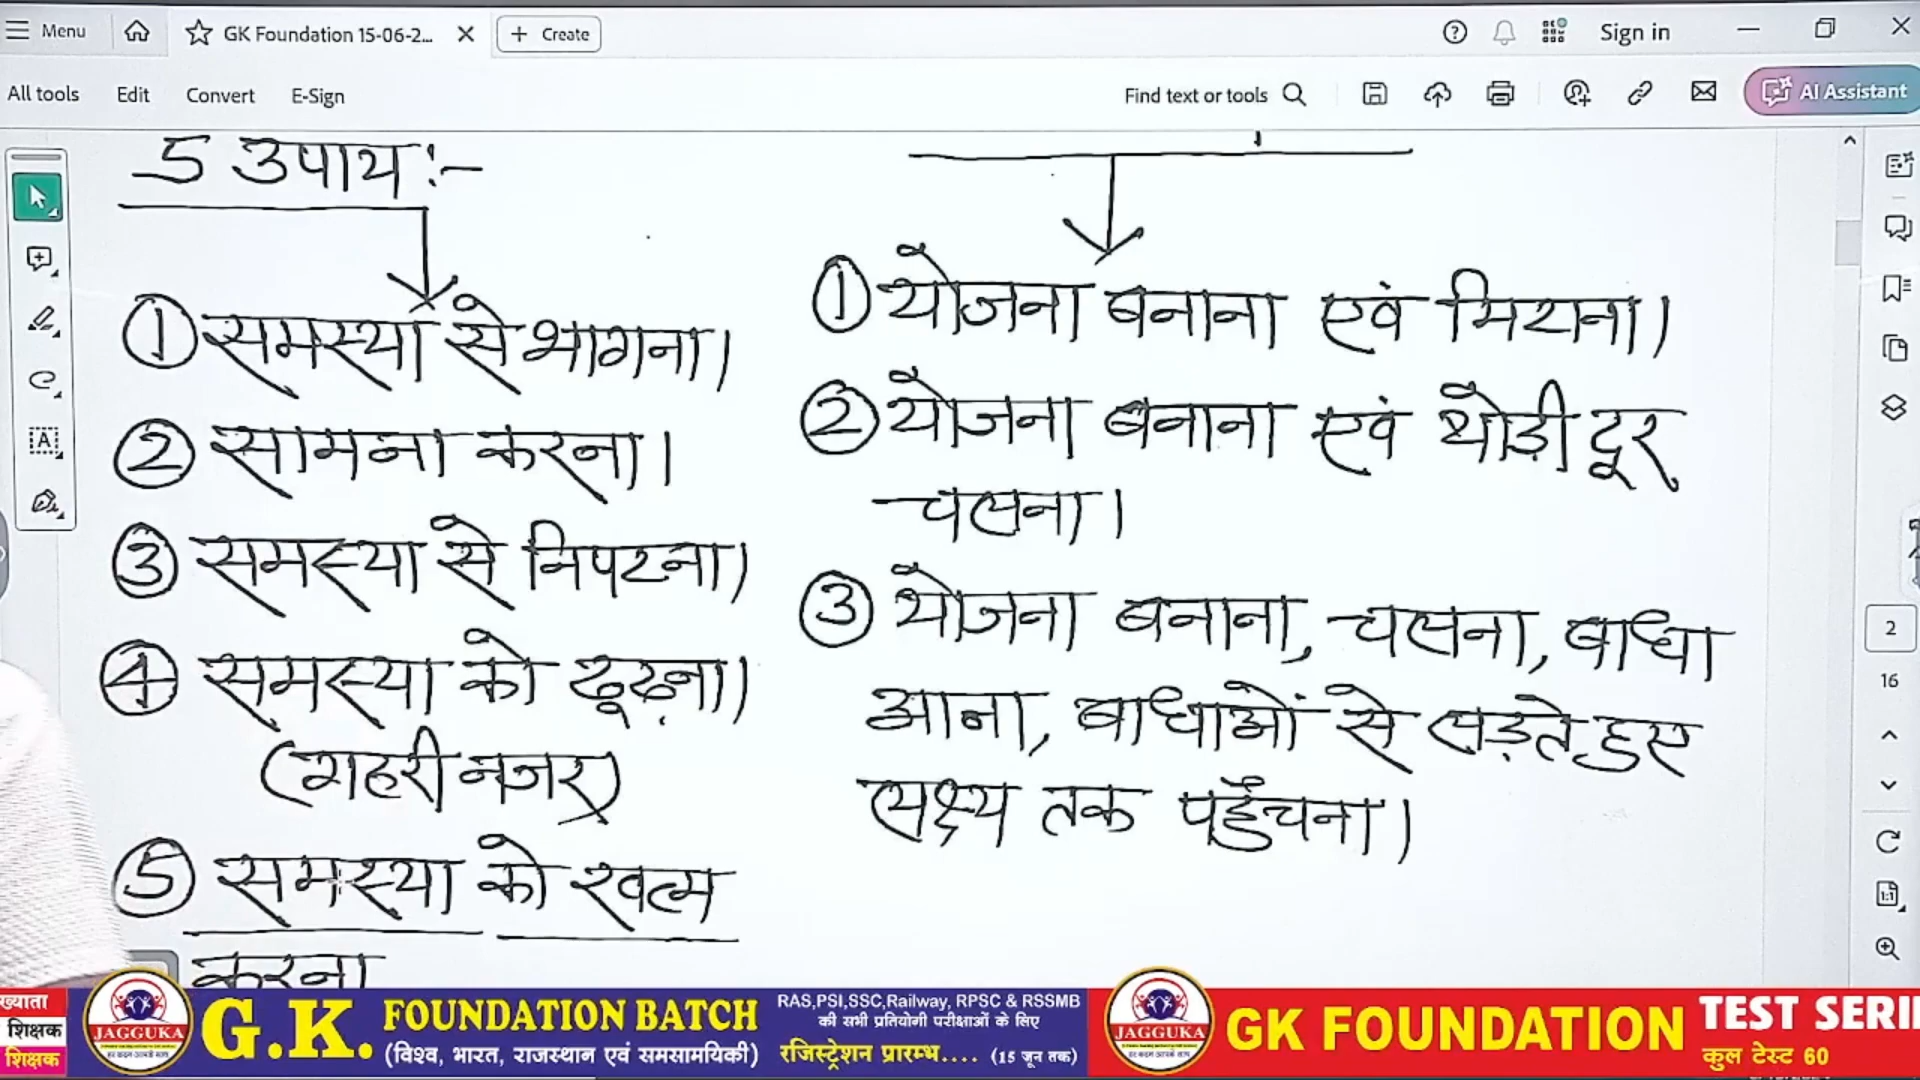 Menu
GK Foundation 15-06-2...
Create
Sign in
All tools
Edit
Convert
E-Sign
Find text or tools
AI Assistant
5 उपाय :-
① समस्या से भागना।
② सामना करना।
③ समस्या से निपटना।
④ समस्या को ढूढ़ना।
(गहरी नजर)
⑤ समस्या को खत्म
करना
① योजना बनाना एवं मिटाना।
② योजना बनाना एवं थोड़ी दूर
चलना।
③ योजना बनाना, चलना, बाधा
आना, बाधाओं से लड़ते हुए
लक्ष्य तक पहुँचना।
2
16
1:1
ख्याता
शिक्षक
शिक्षक
JAGGUKA
G.K. FOUNDATION BATCH
(विश्व, भारत, राजस्थान एवं समसामयिकी)
RAS,PSI,SSC,Railway, RPSC & RSSMB
की सभी प्रतियोगी परीक्षाओं के लिए
रजिस्ट्रेशन प्रारम्भ.... (15 जून तक)
JAGGUKA
GK FOUNDATION
TEST SERI
कुल टेस्ट 60